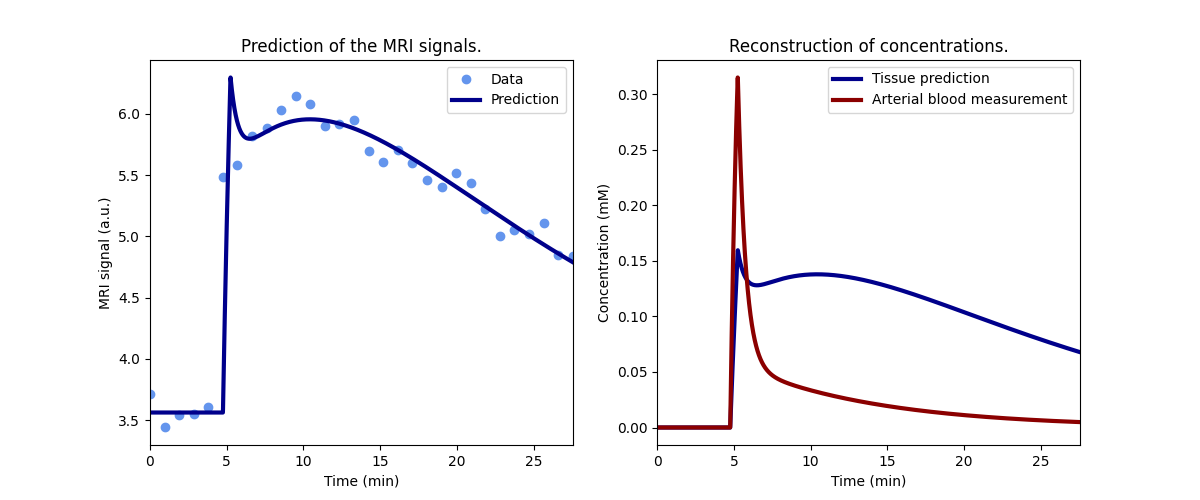 Prediction of the MRI signals.
Data
Prediction
6.0
5.5
5.0
4.5
4.0
3.5
MRI signal (a.u.)
0
5
10
15
20
25
Time (min)
Reconstruction of concentrations.
Tissue prediction
Arterial blood measurement
0.30
0.25
0.20
0.15
0.10
0.05
0.00
Concentration (mM)
0
5
10
15
20
25
Time (min)